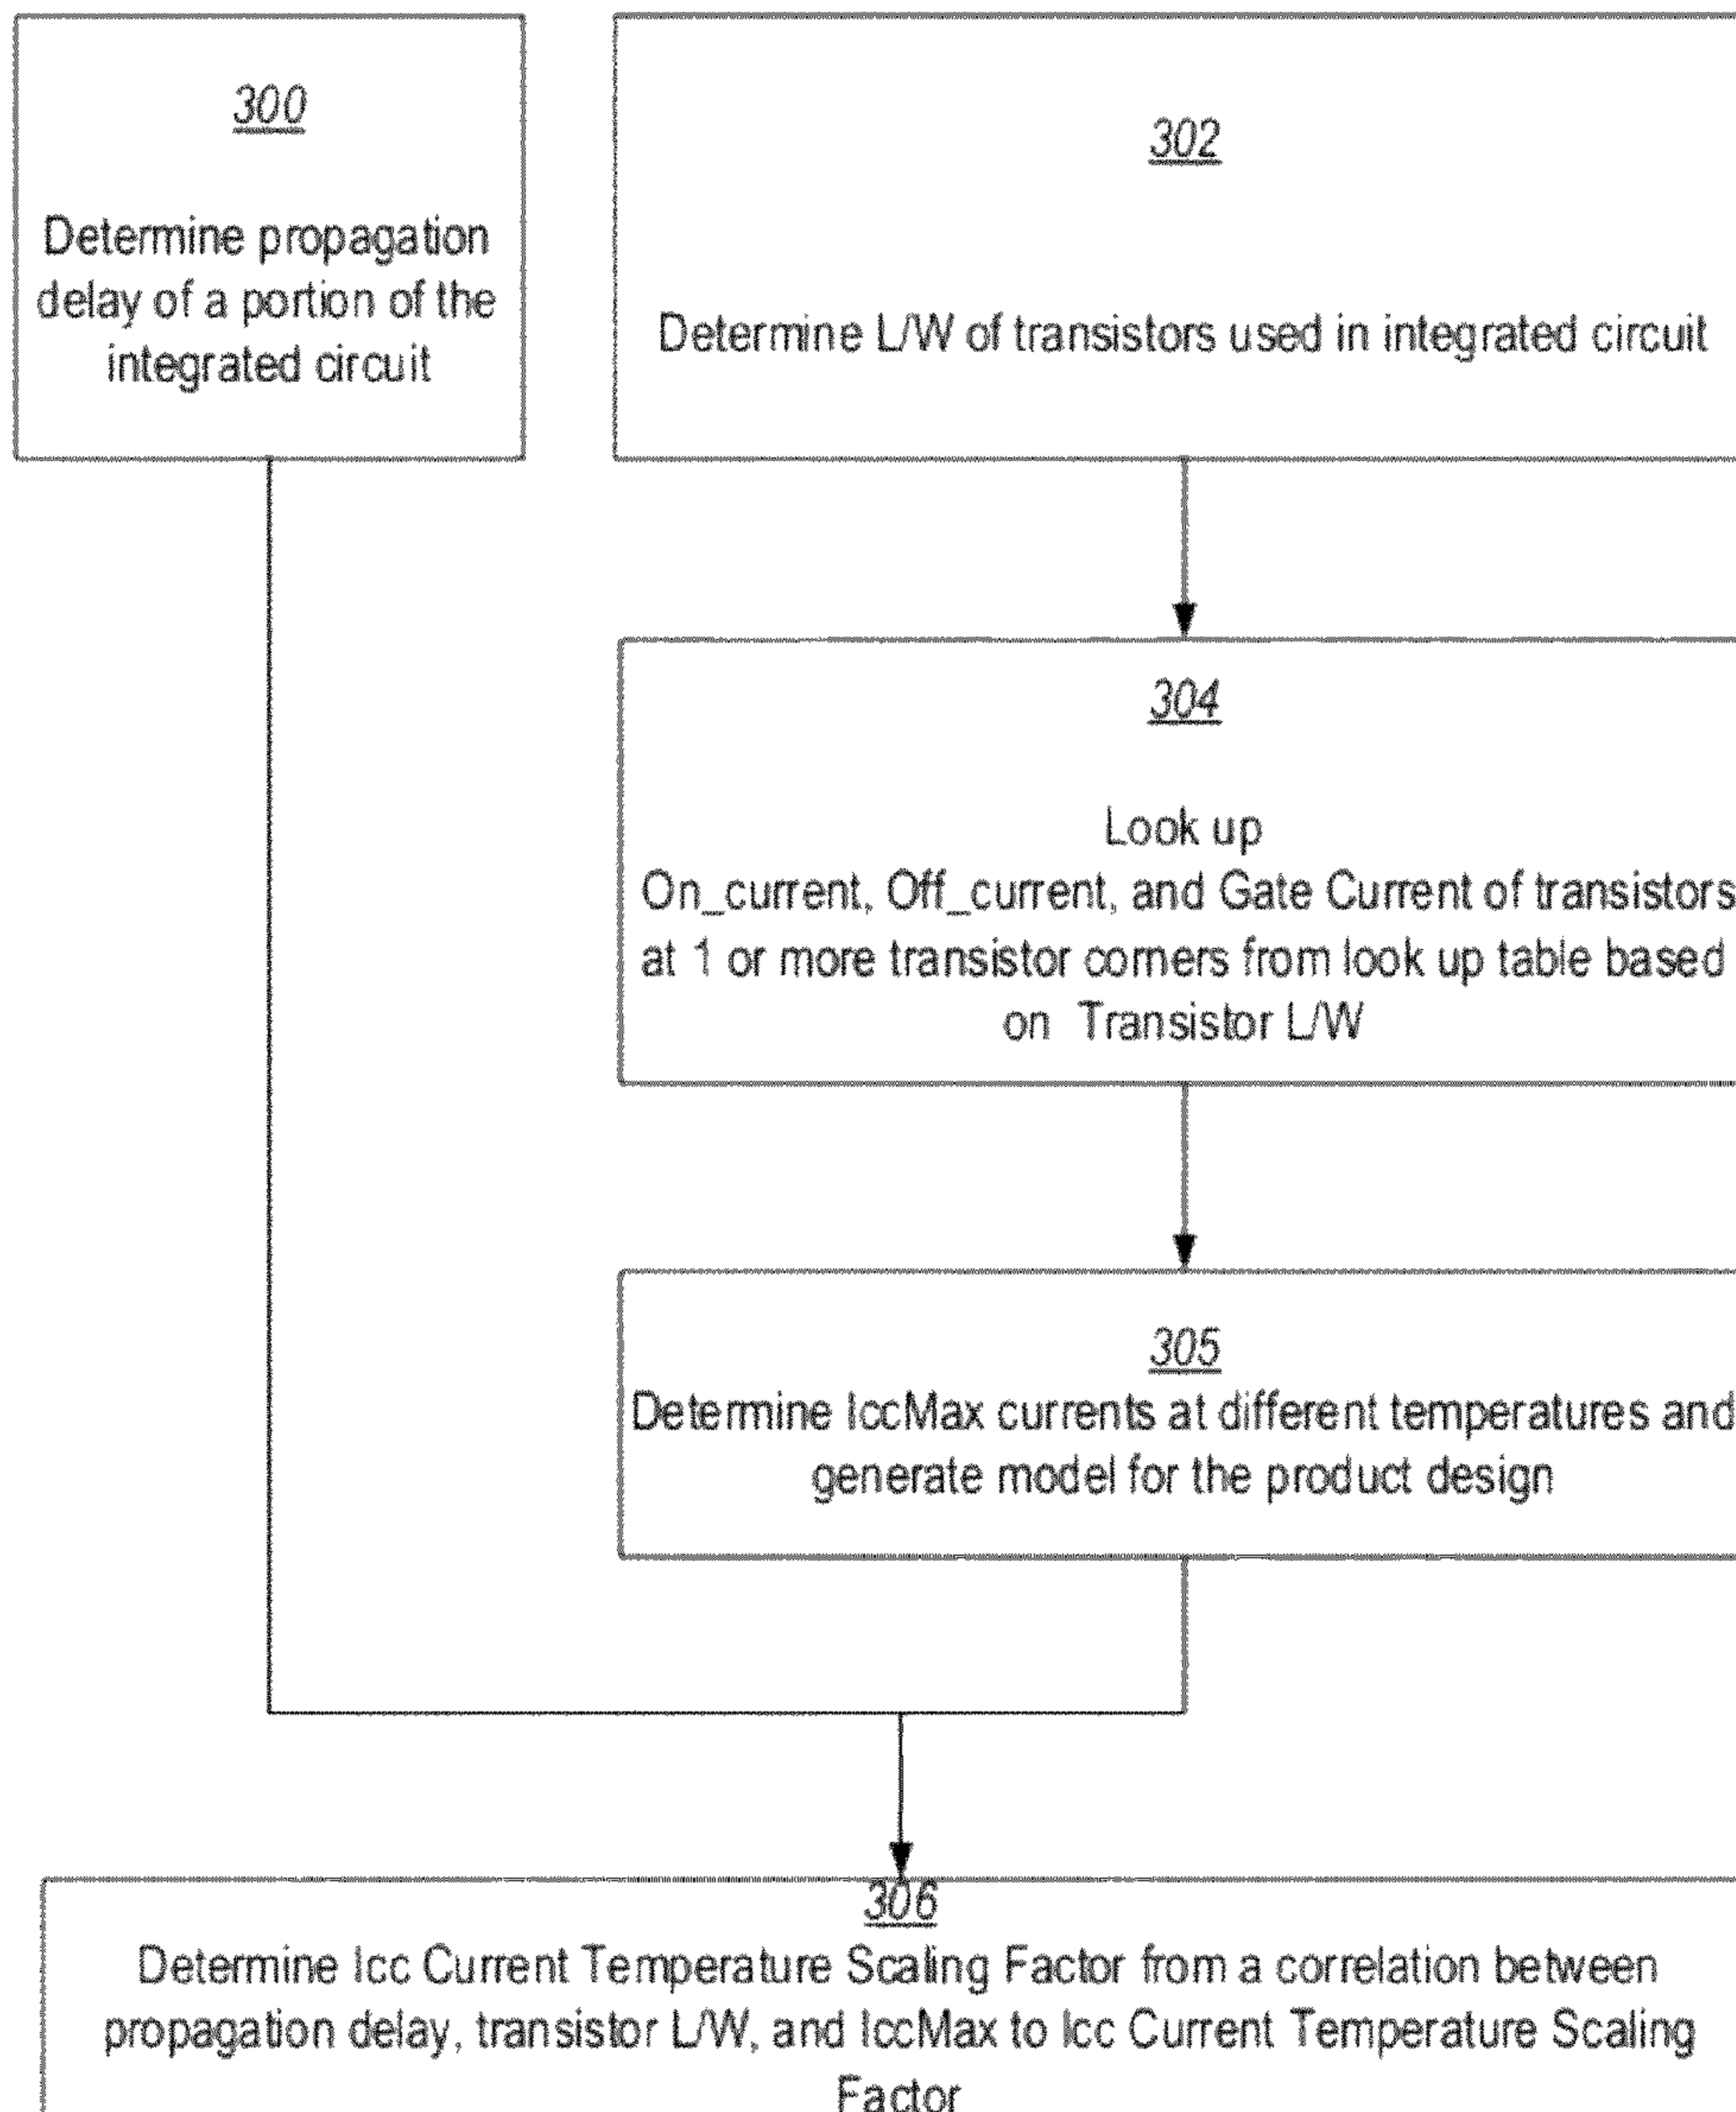 300
Determine propagation
delay of a portion of the
integrated circuit
302
Determine L/W of transistors used in integrated circuit
304
Look up
On_current, Off_current, and Gate Current of transistors
at 1 or more transistor corners from look up table based
on Transistor L/W
305
Determine IccMax currents at different temperatures and
generate model for the product design
306
Determine Icc Current Temperature Scaling Factor from a correlation between
propagation delay, transistor L/W, and IccMax to Icc Current Temperature Scaling
Factor